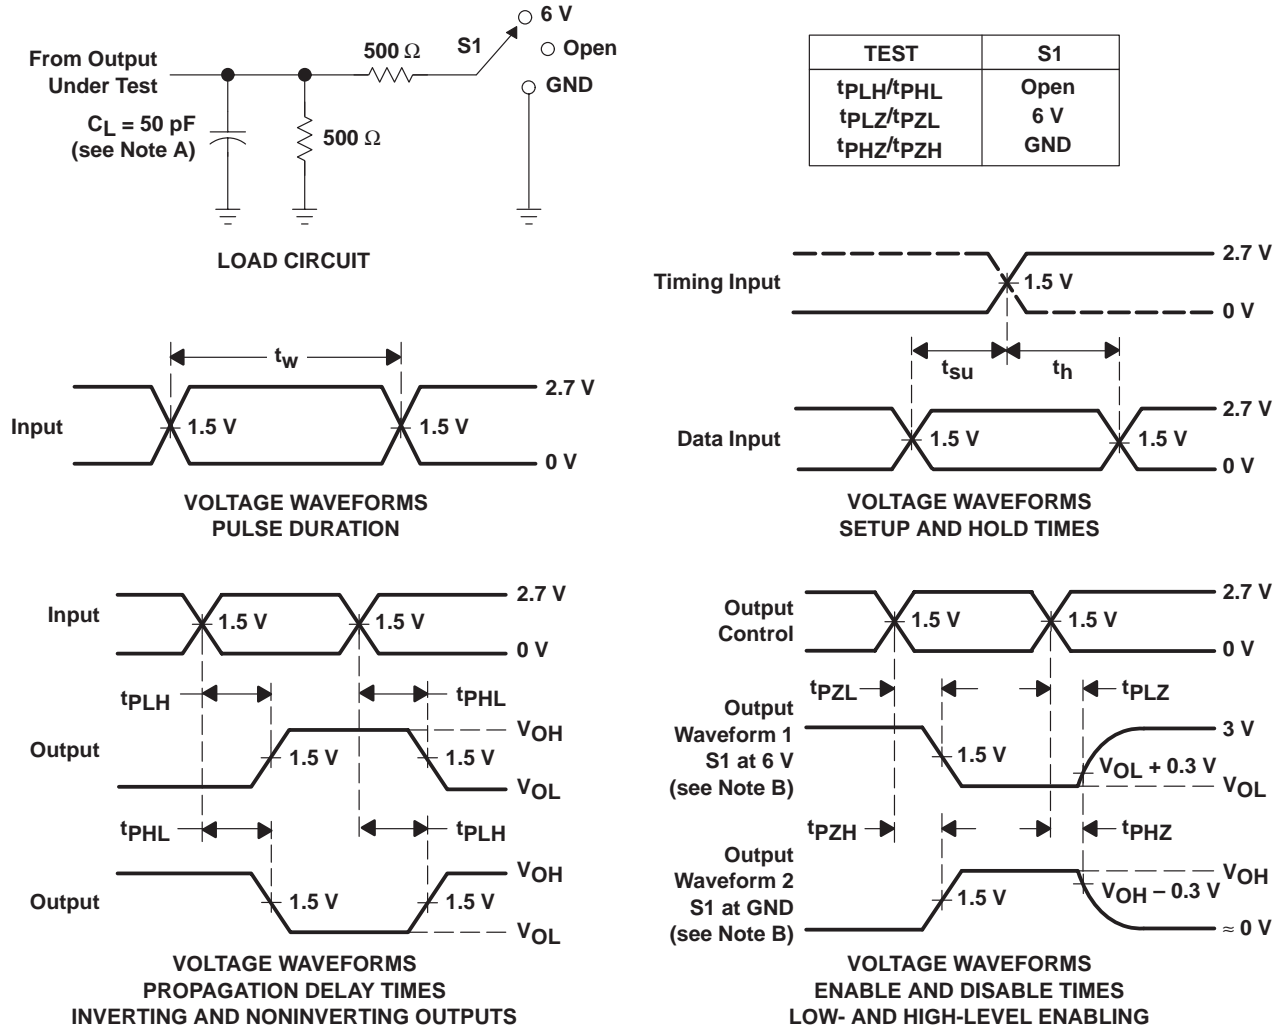 6 V
S1
Open
GND
500 Ω
From Output
Under Test
CL = 50 pF
(see Note A)
500 Ω
LOAD CIRCUIT
TEST S1
tPLH/tPHL Open
tPLZ/tPZL 6 V
tPHZ/tPZH GND
Timing Input
1.5 V
2.7 V
0 V
tsu
th
Data Input
1.5 V
1.5 V
2.7 V
0 V
VOLTAGE WAVEFORMS
SETUP AND HOLD TIMES
tw
Input
1.5 V
1.5 V
2.7 V
0 V
VOLTAGE WAVEFORMS
PULSE DURATION
Input
1.5 V
1.5 V
2.7 V
0 V
tPLH
tPHL
Output
1.5 V
1.5 V
VOH
VOL
tPHL
tPLH
Output
1.5 V
1.5 V
VOH
VOL
VOLTAGE WAVEFORMS
PROPAGATION DELAY TIMES
INVERTING AND NONINVERTING OUTPUTS
Output
Control
1.5 V
1.5 V
2.7 V
0 V
tPZL
tPLZ
Output
Waveform 1
S1 at 6 V
(see Note B)
1.5 V
3 V
VOL + 0.3 V
VOL
tPZH
tPHZ
Output
Waveform 2
S1 at GND
(see Note B)
1.5 V
VOH
VOH − 0.3 V
≈ 0 V
VOLTAGE WAVEFORMS
ENABLE AND DISABLE TIMES
LOW- AND HIGH-LEVEL ENABLING